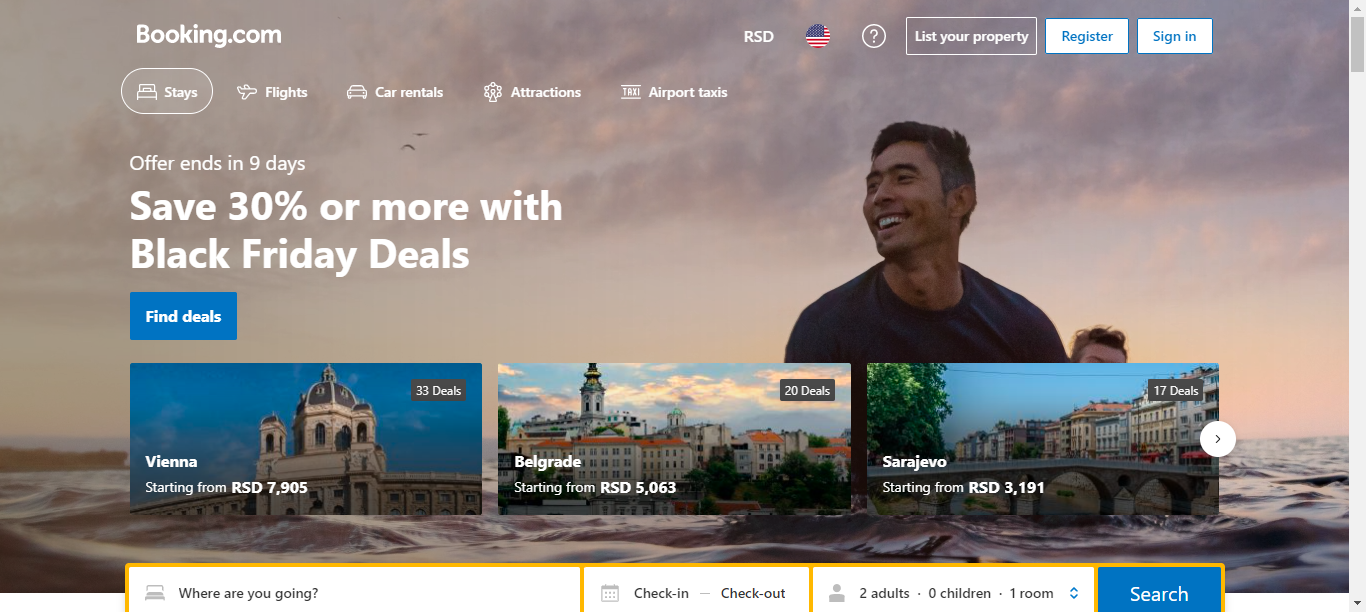 Booking.com
RSD
List your property
Register
Sign in
Stays
Flights
Car rentals
Attractions
TAXI
Airport taxis
Offer ends in 9 days
Save 30% or more with
Black Friday Deals
Find deals
33 Deals
Vienna
Starting from RSD 7,905
20 Deals
Belgrade
Starting from RSD 5,063
17 Deals
Sarajevo
Starting from RSD 3,191
Where are you going?
Check-in — Check-out
2 adults · 0 children · 1 room
Search